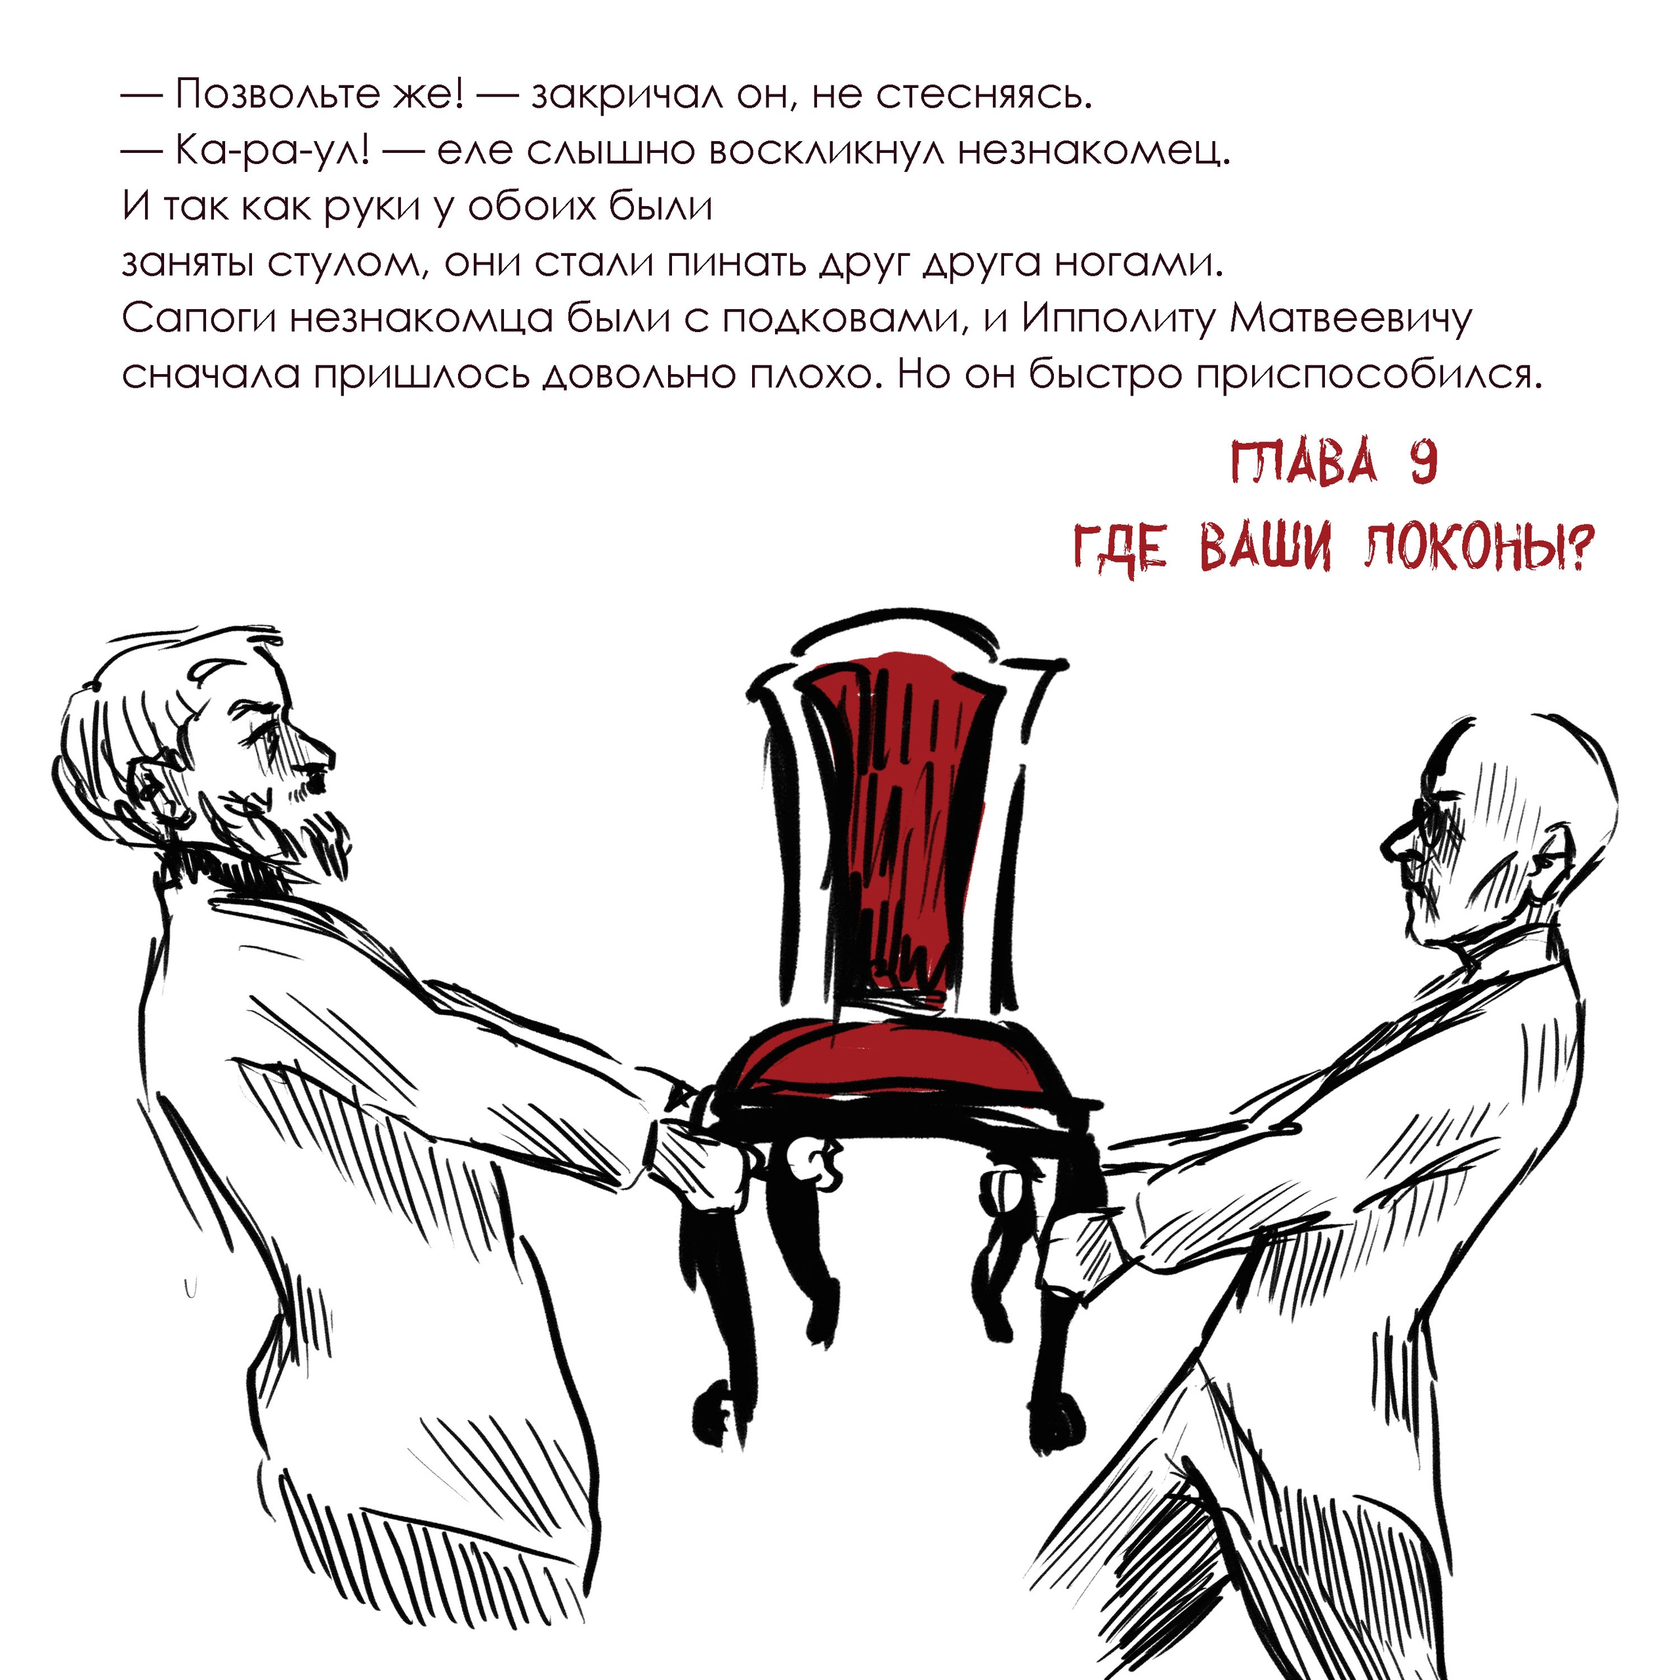 — Позвольте же! — закричал он, не стесняясь.
— Ка-ра-ул! — еле слышно воскликнул незнакомец.
И так как руки у обоих были
заняты стулом, они стали пинать друг друга ногами.
Сапоги незнакомца были с подковами, и Ипполиту Матвеевичу
сначала пришлось довольно плохо. Но он быстро приспособился.
ГЛАВА 9
ГДЕ ВАШИ ЛОКОНЫ?